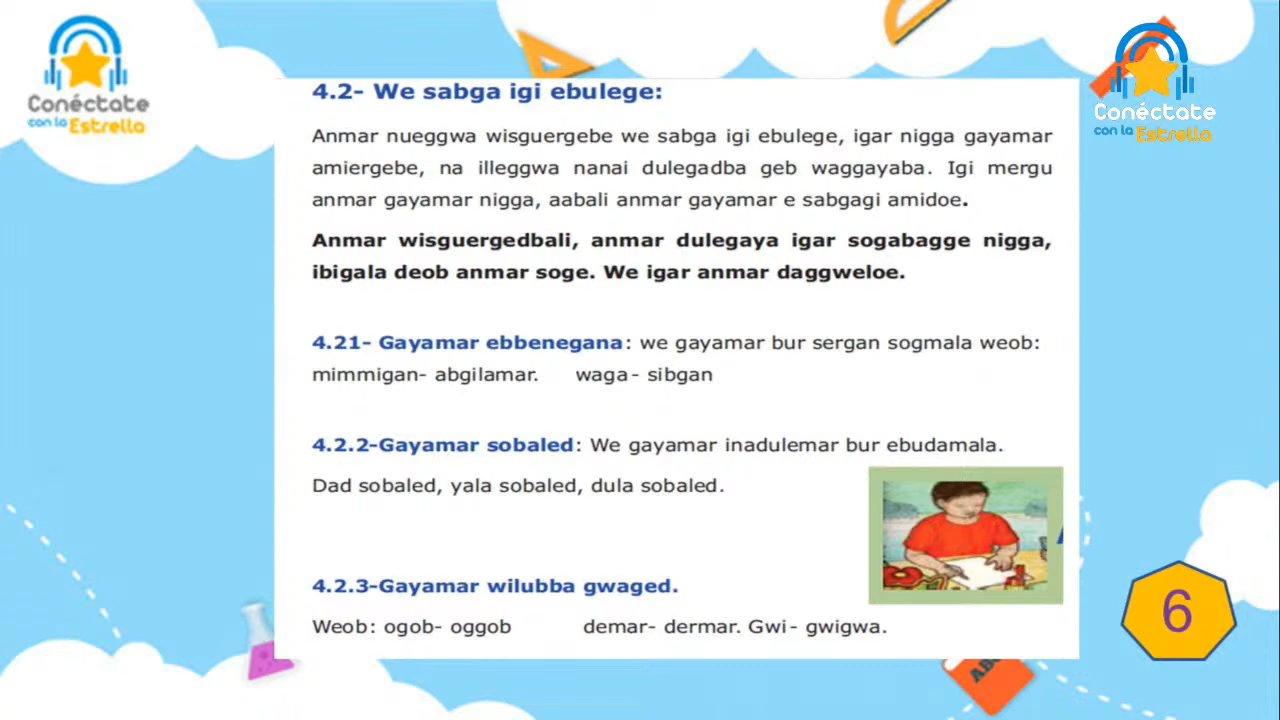 Conéctate
con la Estrella
Conéctate
con la Estrella
4.2- We sabga igi ebulege:
Anmar nueggwa wisguergebe we sabga igi ebulege, igar nigga gayamar
amiergebe, na illeggwa nanai dulegadba geb waggayaba. Igi mergu
anmar gayamar nigga, aabali anmar gayamar e sabgagi amidoe.
Anmar wisguergedbali, anmar dulegaya igar sogabagge nigga,
ibigala deob anmar soge. We igar anmar daggweloe.
4.21- Gayamar ebbenegana: we gayamar bur sergan sogmala weob:
mimmigan- abgilamar. waga- sibgan
4.2.2-Gayamar sobaled: We gayamar inadulemar bur ebudamala.
Dad sobaled, yala sobaled, dula sobaled.
4.2.3-Gayamar wilubba gwaged.
Weob: ogob- oggob demar- dermar. Gwi- gwigwa.
6
ABC